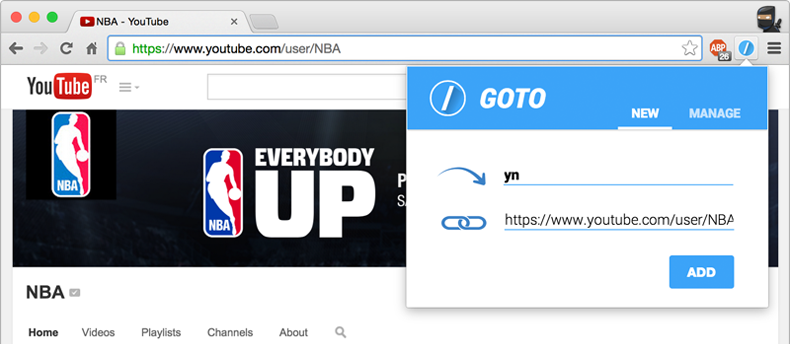 NBA - YouTube
https://www.youtube.com/user/NBA
ABP
26
YouTube FR
GOTO
NEW
MANAGE
NBA
NBA
EVERYBODY
UP
P
SA
yn
https://www.youtube.com/user/NBA
ADD
NBA
Home Videos Playlists Channels About